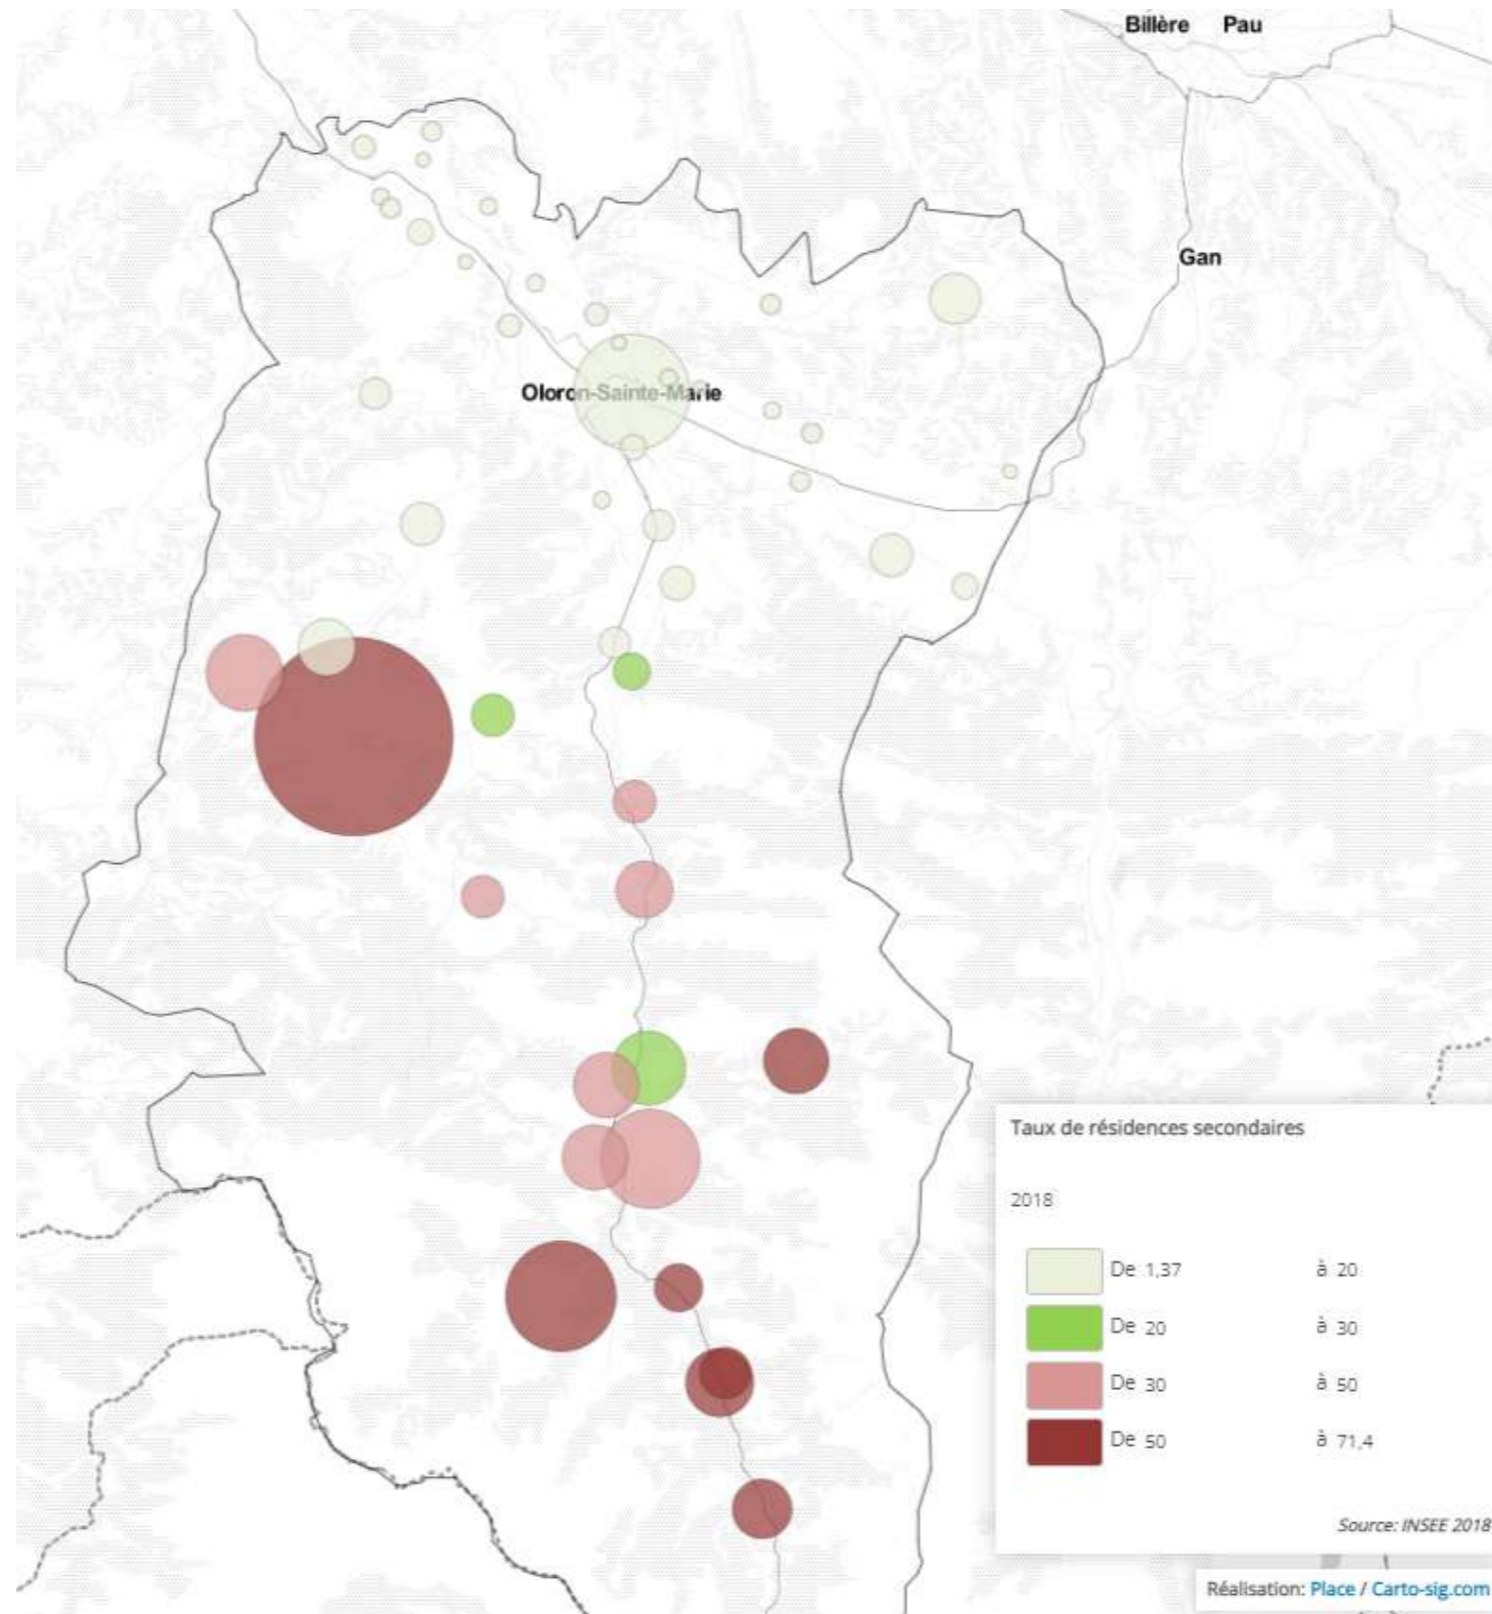 Billère Pau
Gan
Oloron-Sainte-Marie
Taux de résidences secondaires
2018
De 1,37 à 20
De 20 à 30
De 30 à 50
De 50 à 71,4
Source: INSEE 2018
Réalisation: Place / Carto-sig.com